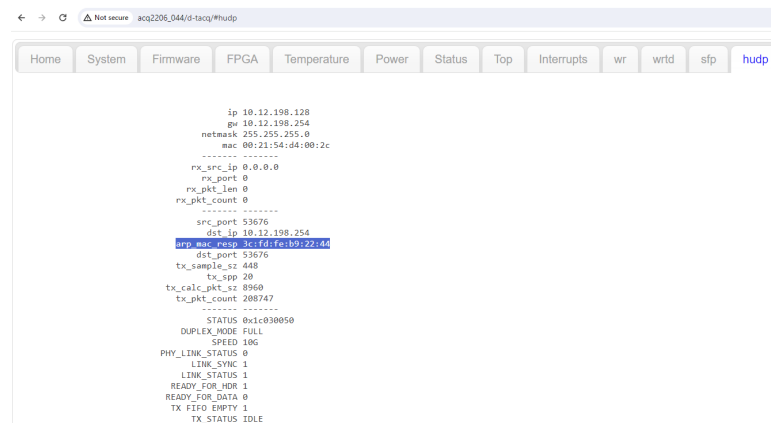 Not secure acq2206_044/d-tacq/#hudp
Home System Firmware FPGA Temperature Power Status Top Interrupts wr wrtd sfp hudp
ip 10.12.198.128
gw 10.12.198.254
netmask 255.255.255.0
mac 00:21:54:d4:00:2c
------- -------
rx_src_ip 0.0.0.0
rx_port 0
rx_pkt_len 0
rx_pkt_count 0
------- -------
src_port 53676
dst_ip 10.12.198.254
arp_mac_resp 3c:fd:fe:b9:22:44
dst_port 53676
tx_sample_sz 448
tx_spp 20
tx_calc_pkt_sz 8960
tx_pkt_count 208747
------- -------
STATUS 0x1c030050
DUPLEX_MODE FULL
SPEED 10G
PHY_LINK_STATUS 0
LINK_SYNC 1
LINK_STATUS 1
READY_FOR_HDR 1
READY_FOR_DATA 0
TX FIFO EMPTY 1
TX_STATUS IDLE